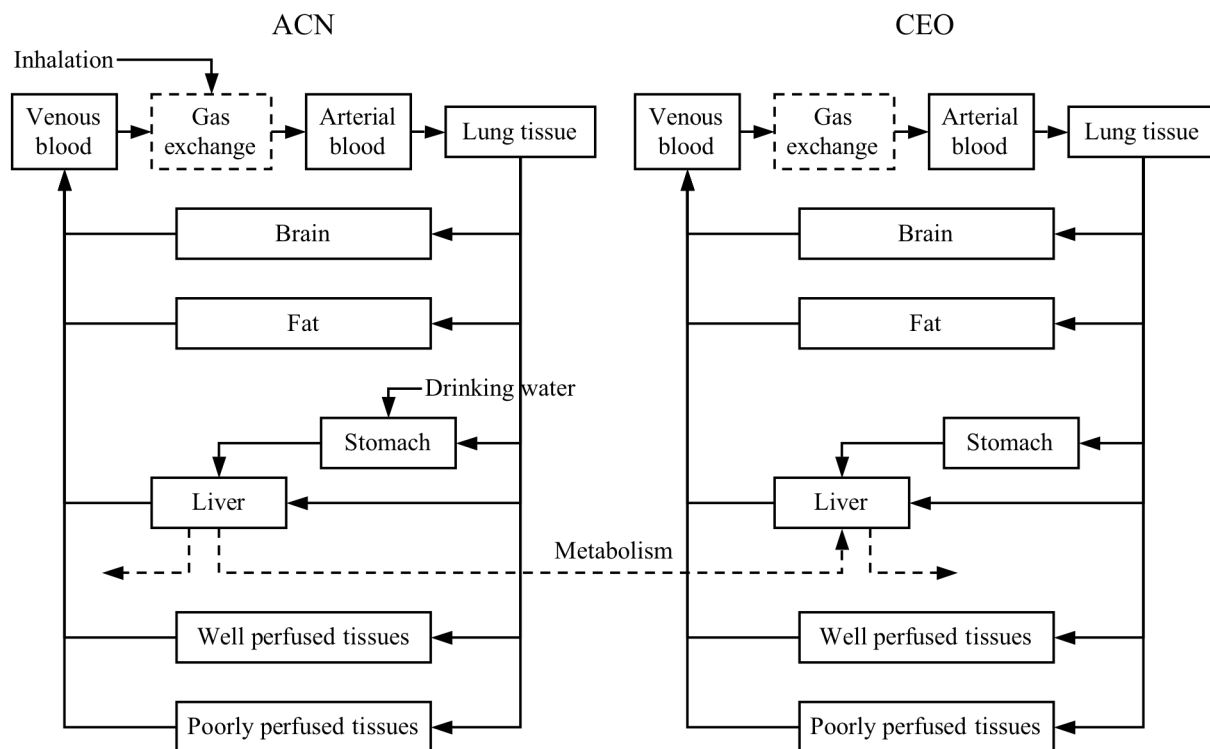 ACN
CEO
Inhalation
Venous
blood
Gas
exchange
Arterial
blood
Lung tissue
Venous
blood
Gas
exchange
Arterial
blood
Lung tissue
Brain
Brain
Fat
Fat
Drinking water
Stomach
Stomach
Liver
Liver
Metabolism
Well perfused tissues
Well perfused tissues
Poorly perfused tissues
Poorly perfused tissues